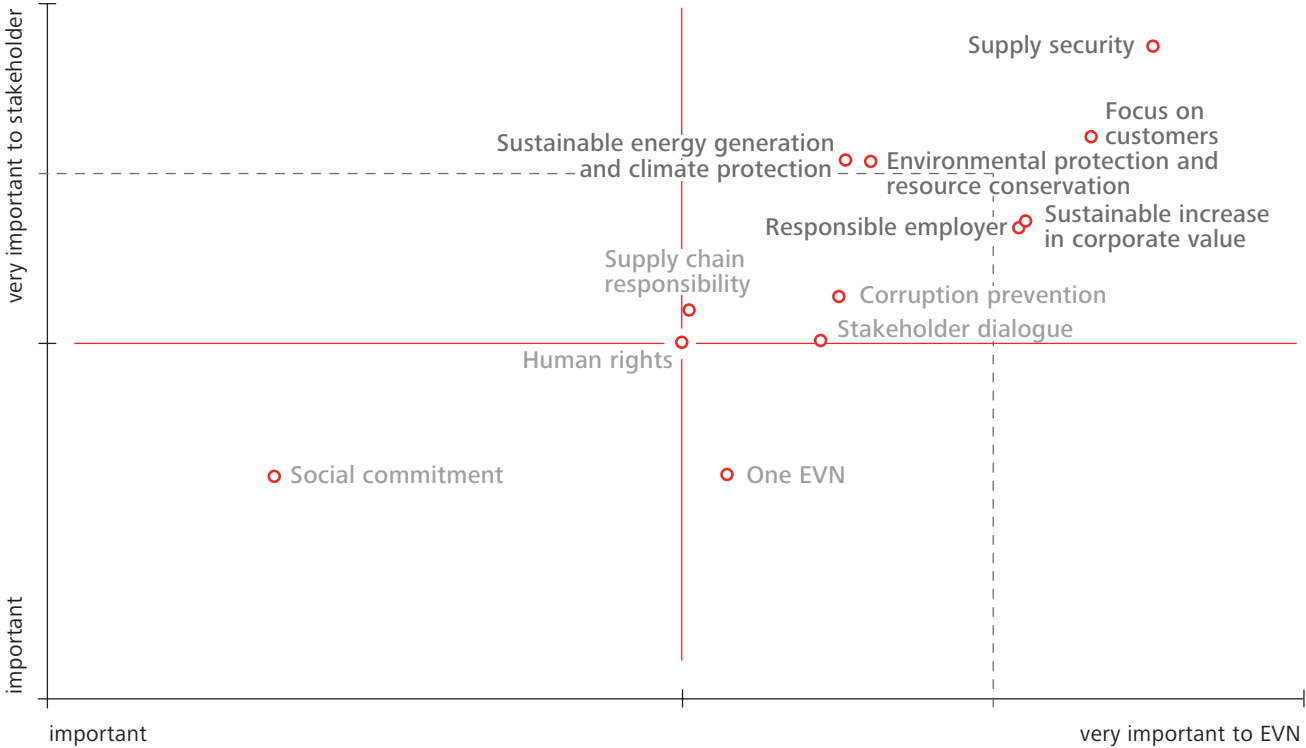 very important to stakeholder
Supply security
Focus on
customers
Sustainable energy generation
and climate protection
Environmental protection and
resource conservation
Responsible employer
Sustainable increase
in corporate value
Supply chain
responsibility
Corruption prevention
Stakeholder dialogue
Human rights
Social commitment
One EVN
important
important
very important to EVN